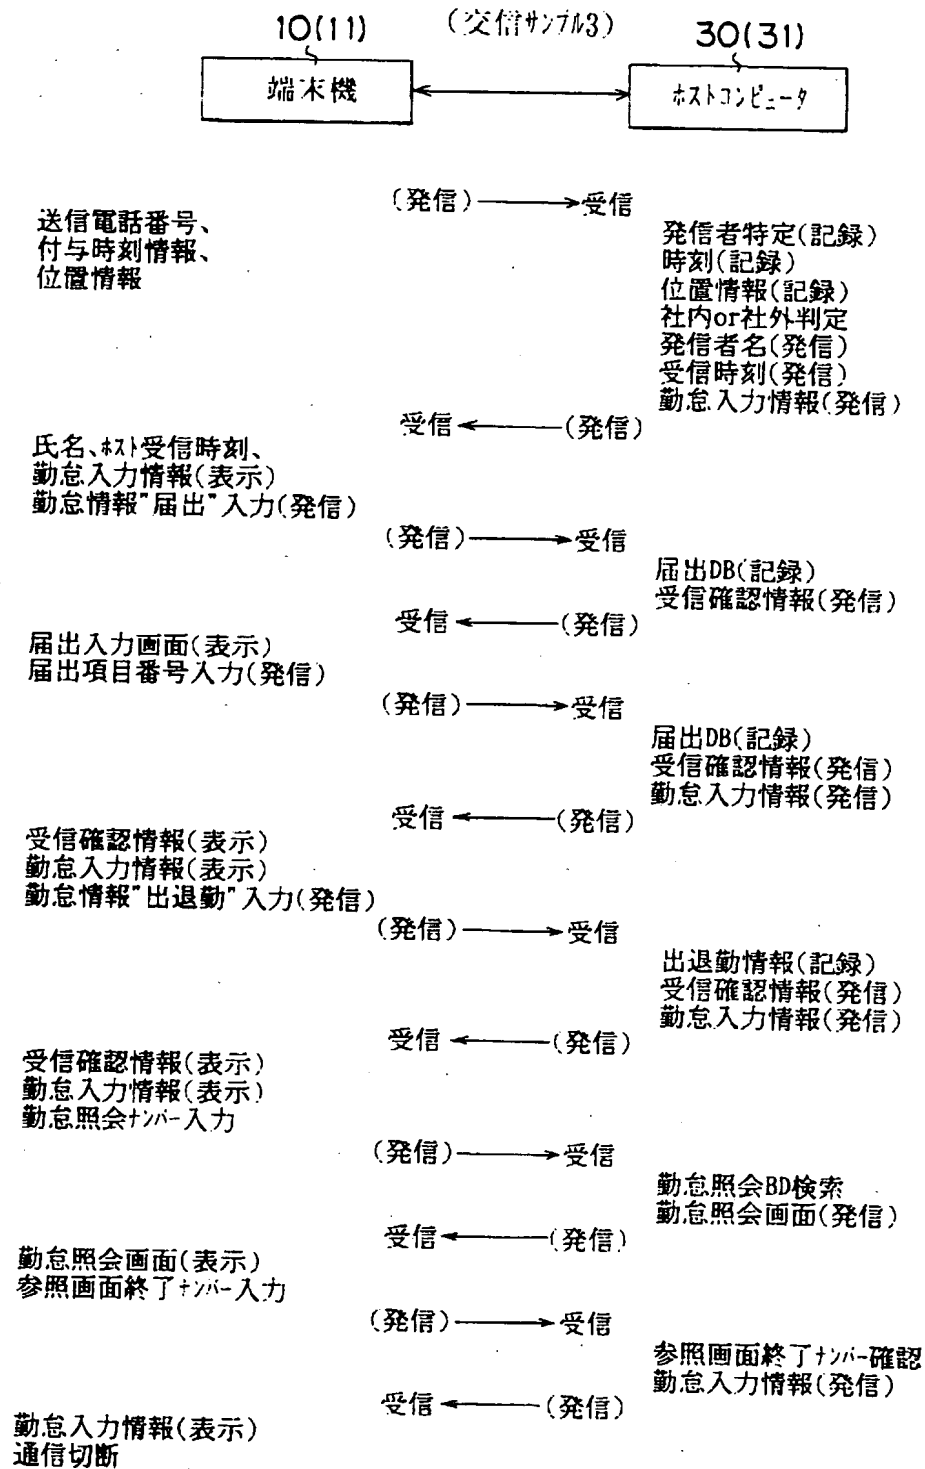 10(11)
(交信ｻﾝﾌﾟﾙ3)
30(31)
端末機
ﾎｽﾄｺﾝﾋﾟｭｰﾀ
(発信) 受信
送信電話番号、
付与時刻情報、
位置情報
発信者特定(記録)
時刻(記録)
位置情報(記録)
社内or社外判定
発信者名(発信)
受信時刻(発信)
勤怠入力情報(発信)
受信 (発信)
氏名、ﾎｽﾄ受信時刻、
勤怠入力情報(表示)
勤怠情報"届出"入力(発信)
(発信) 受信
届出DB(記録)
受信確認情報(発信)
受信 (発信)
届出入力画面(表示)
届出項目番号入力(発信)
(発信) 受信
届出DB(記録)
受信確認情報(発信)
勤怠入力情報(発信)
受信 (発信)
受信確認情報(表示)
勤怠入力情報(表示)
勤怠情報"出退勤"入力(発信)
(発信) 受信
出退勤情報(記録)
受信確認情報(発信)
勤怠入力情報(発信)
受信 (発信)
受信確認情報(表示)
勤怠入力情報(表示)
勤怠照会ﾅﾝﾊﾞｰ入力
(発信) 受信
勤怠照会BD検索
勤怠照会画面(発信)
受信 (発信)
勤怠照会画面(表示)
参照画面終了ﾅﾝﾊﾞｰ入力
(発信) 受信
参照画面終了ﾅﾝﾊﾞｰ確認
勤怠入力情報(発信)
受信 (発信)
勤怠入力情報(表示)
通信切断